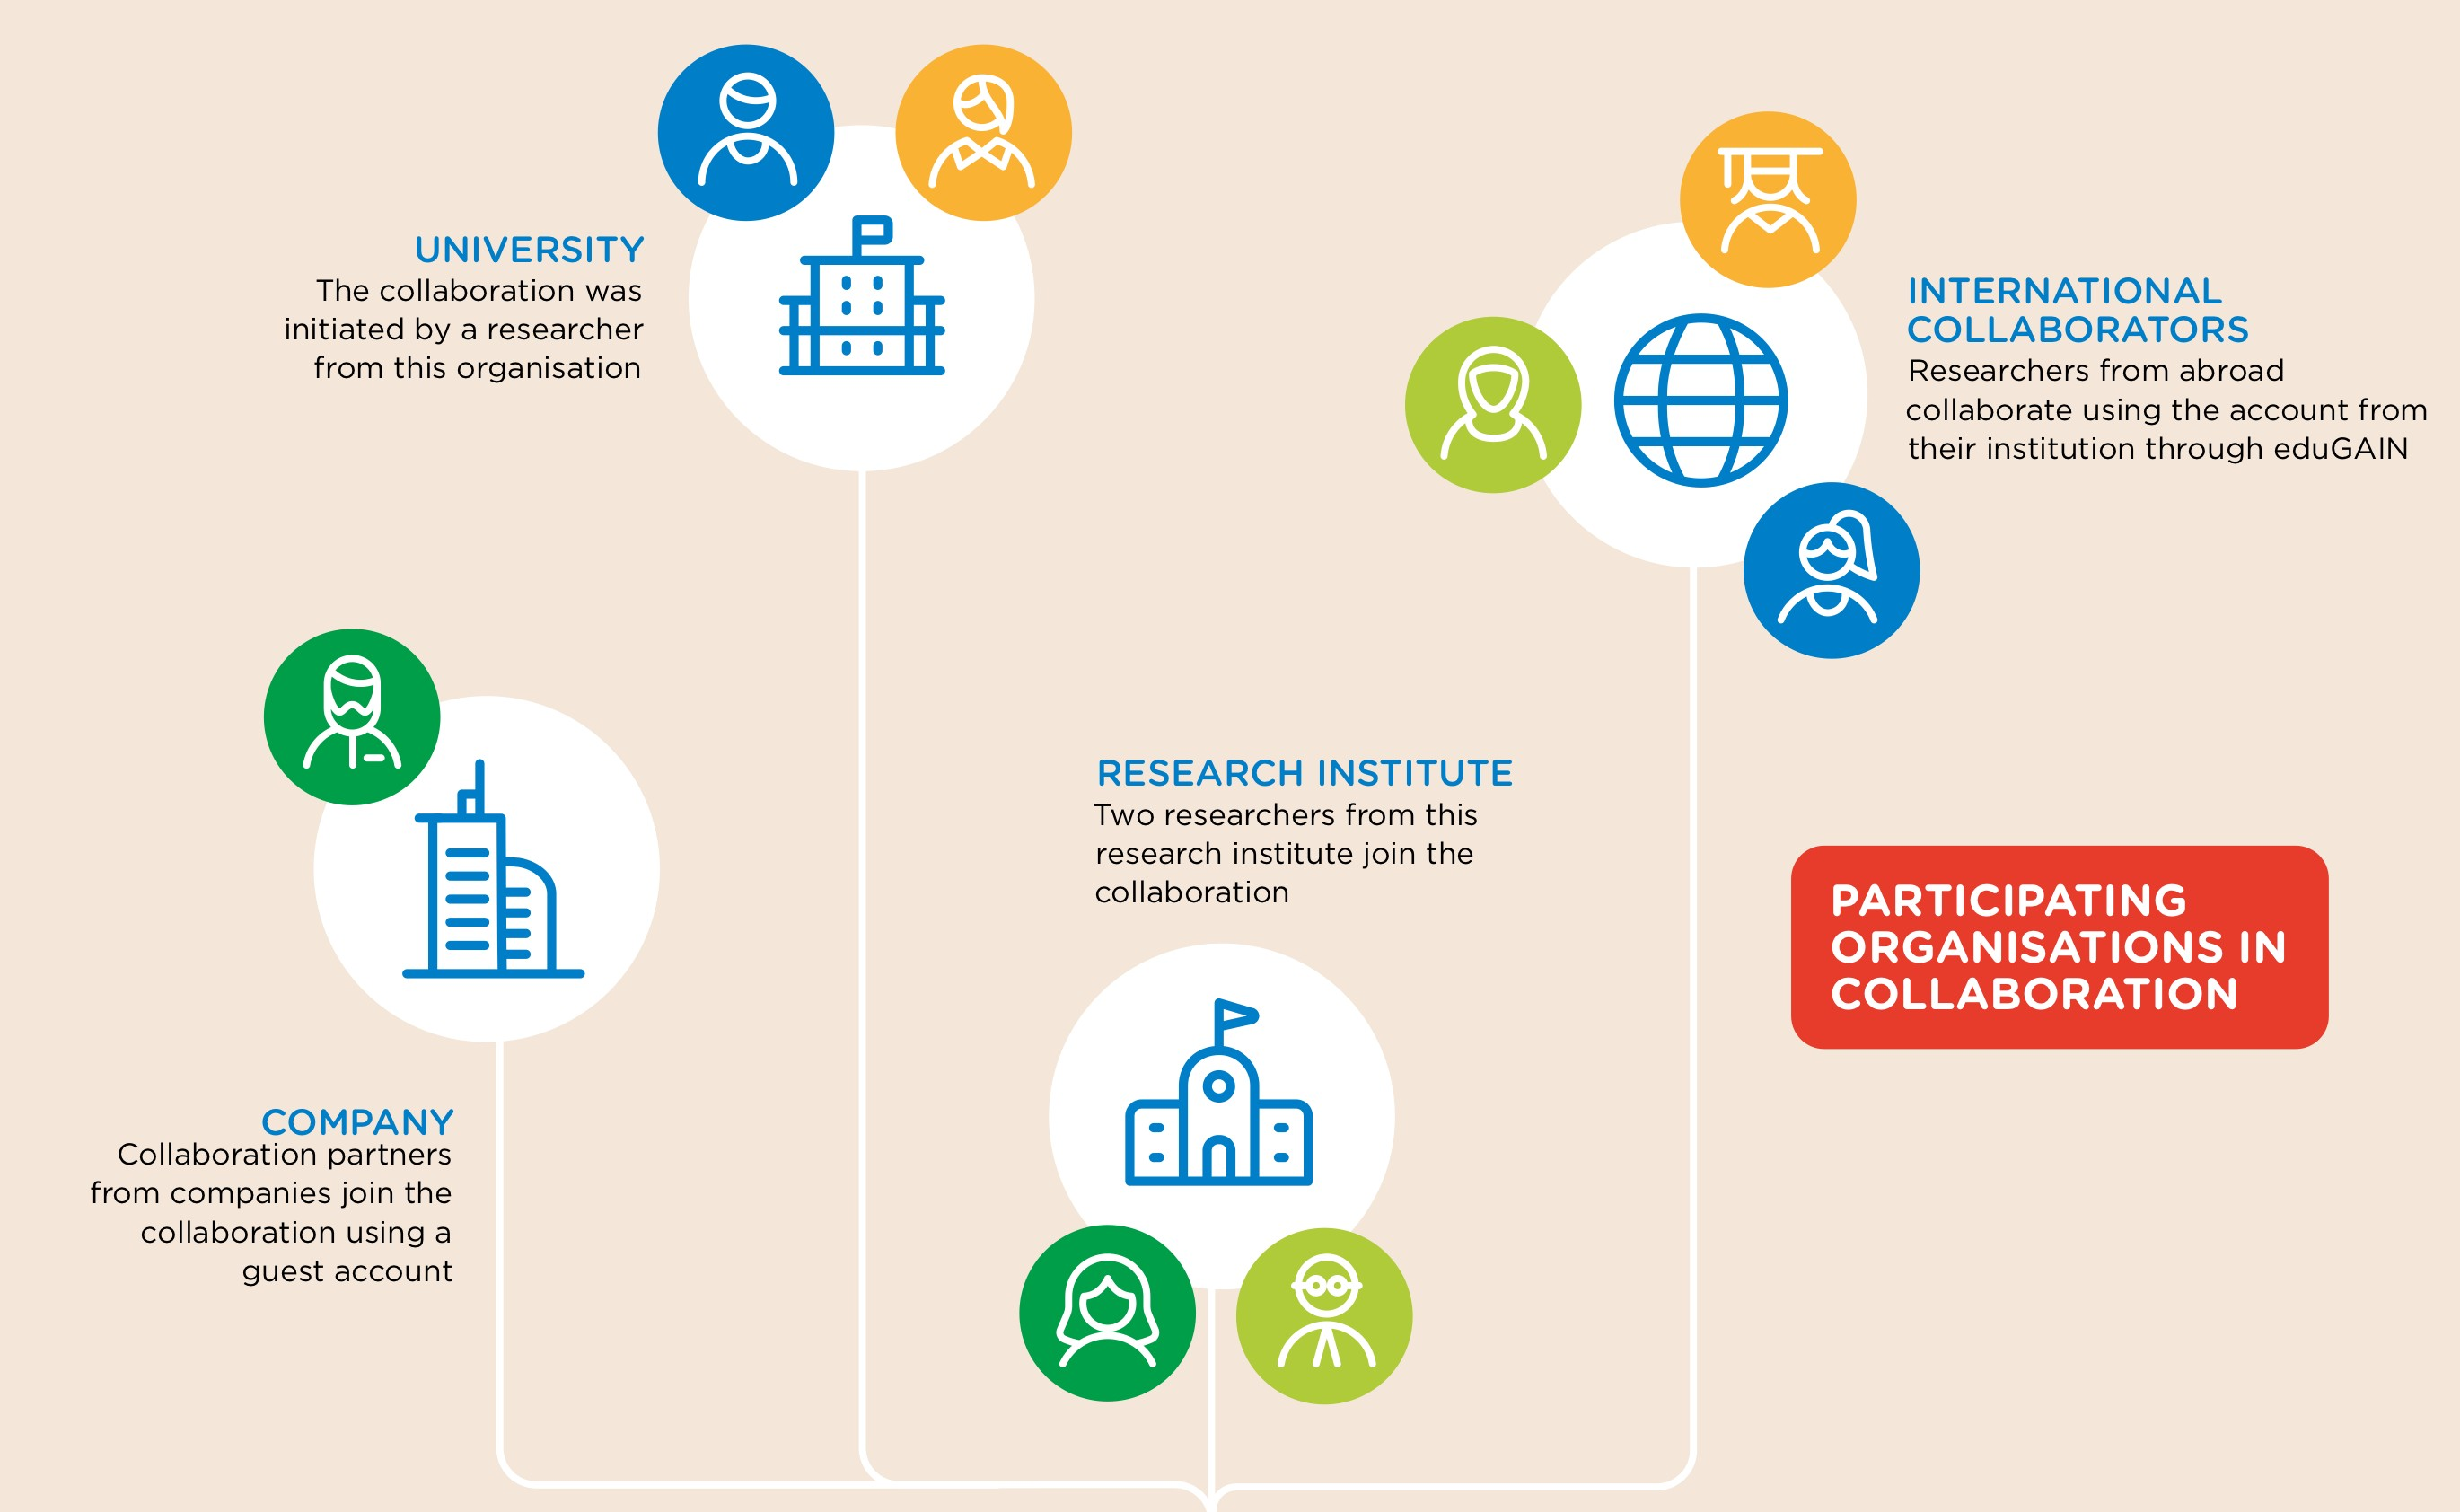 UNIVERSITY
The collaboration was
initiated by a researcher
from this organisation
INTERNATIONAL
COLLABORATORS
Researchers from abroad
collaborate using the account from
their institution through eduGAIN
RESEARCH INSTITUTE
Two researchers from this
research institute join the
collaboration
PARTICIPATING
ORGANISATIONS IN
COLLABORATION
COMPANY
Collaboration partners
from companies join the
collaboration using a
guest account